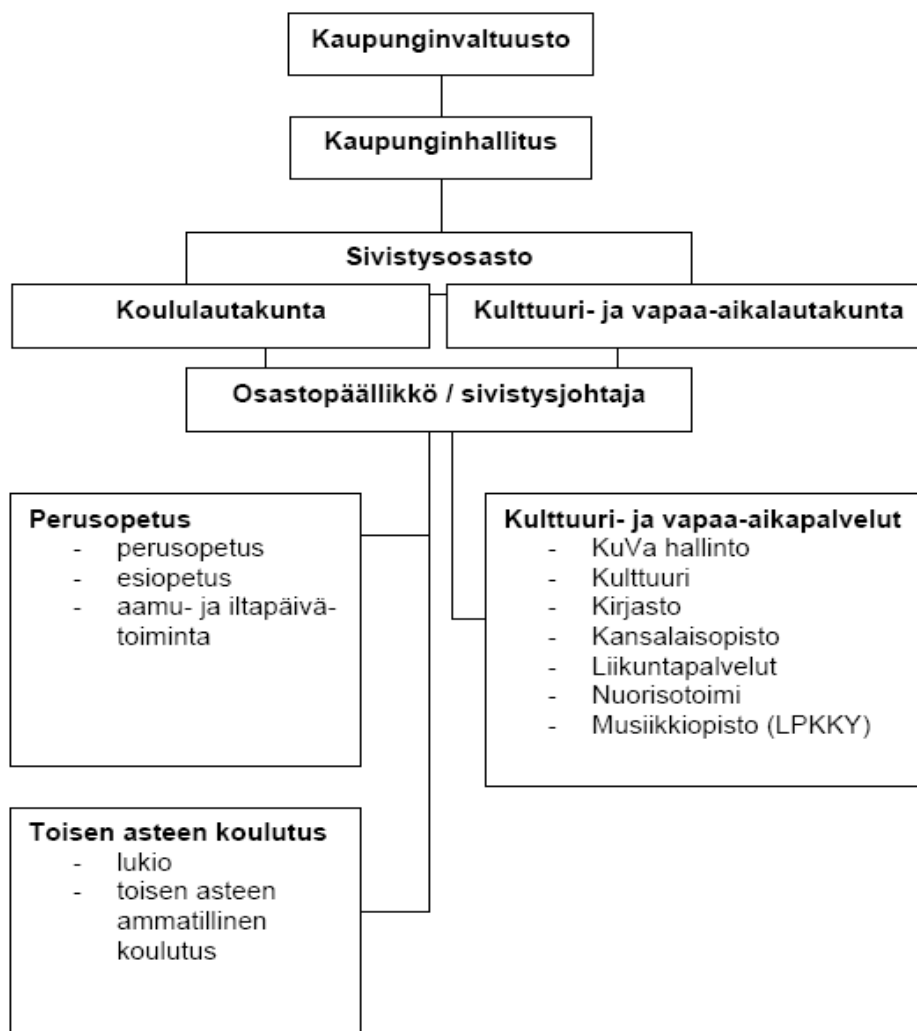 Kaupunginvaltuusto
Kaupunginhallitus
Sivistysosasto
Koululautakunta
Kulttuuri- ja vapaa-aikalautakunta
Osastopäällikkö / sivistysjohtaja
Perusopetus
- perusopetus
- esiopetus
- aamu- ja iltapäivä-
toiminta
Kulttuuri- ja vapaa-aikapalvelut
- KuVa hallinto
- Kulttuuri
- Kirjasto
- Kansalaisopisto
- Liikuntapalvelut
- Nuorisotoimi
- Musiikkiopisto (LPKKY)
Toisen asteen koulutus
- lukio
- toisen asteen
ammatillinen
koulutus